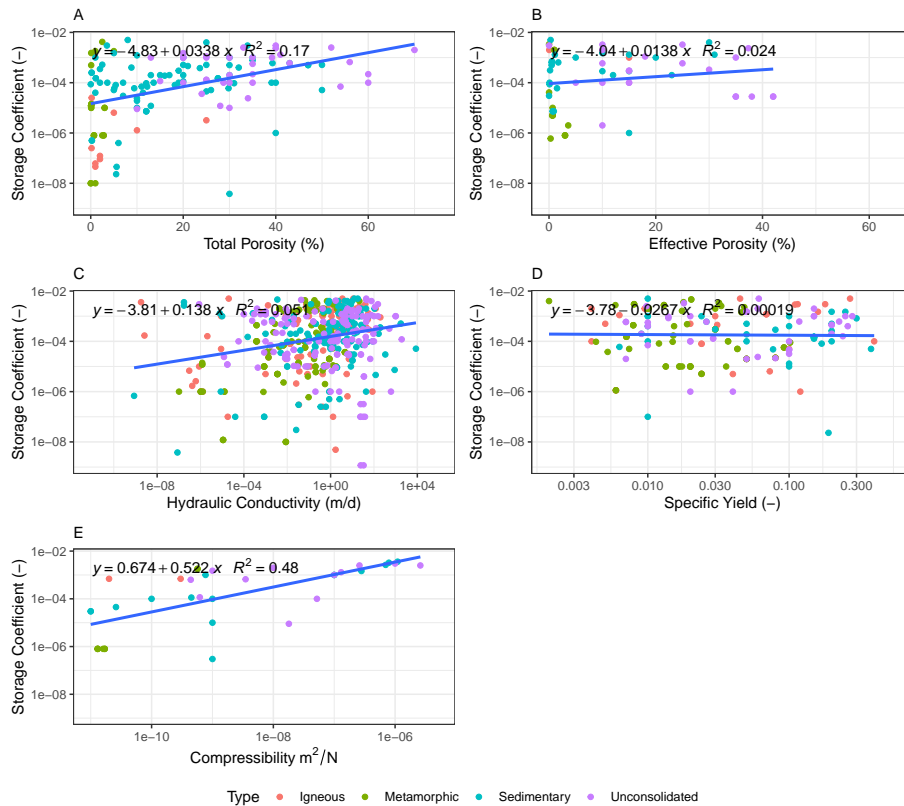 A
y = −4.83 + 0.0338 x R² = 0.17
1e−02
1e−04
1e−06
1e−08
Storage Coefficient (−)
0 20 40 60
Total Porosity (%)
B
y = −4.04 + 0.0138 x R² = 0.024
1e−02
1e−04
1e−06
1e−08
Storage Coefficient (−)
0 20 40 60
Effective Porosity (%)
C
y = −3.81 + 0.138 x R² = 0.051
1e−02
1e−04
1e−06
1e−08
Storage Coefficient (−)
1e−08 1e−04 1e+00 1e+04
Hydraulic Conductivity (m/d)
D
y = −3.78 − 0.0267 x R² = 0.00019
1e−02
1e−04
1e−06
1e−08
Storage Coefficient (−)
0.003 0.010 0.030 0.100 0.300
Specific Yield (−)
E
y = 0.674 + 0.522 x R² = 0.48
1e−02
1e−04
1e−06
1e−08
Storage Coefficient (−)
1e−10 1e−08 1e−06
Compressibility m²/N
Type Igneous Metamorphic Sedimentary Unconsolidated